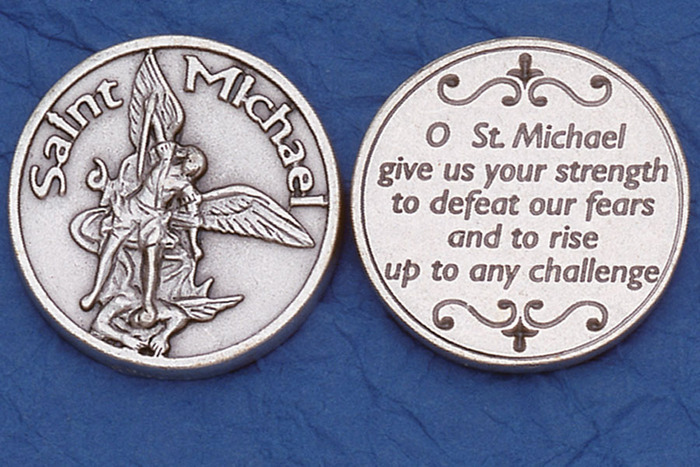 Saint Michael
O St. Michael
give us your strength
to defeat our fears
and to rise
up to any challenge